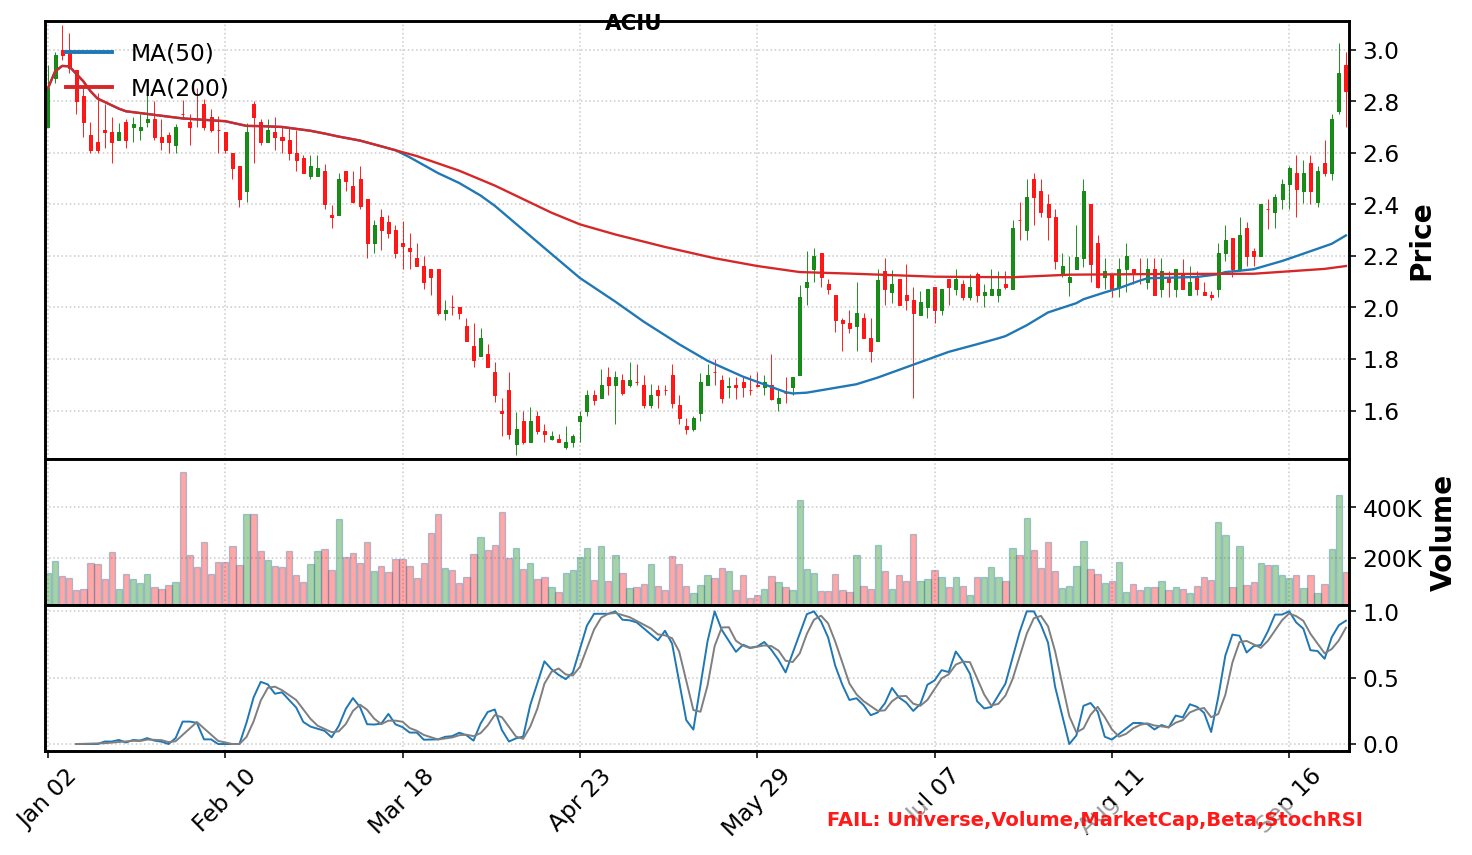 ACIU
MA(50)
MA(200)
3.0
2.8
2.6
2.4
2.2
2.0
1.8
1.6
Price
400K
200K
Volume
1.0
0.5
0.0
Jan 02
Feb 10
Mar 18
Apr 23
May 29
Jul 07
Aug 11
Sep 16
FAIL: Universe,Volume,MarketCap,Beta,StochRSI